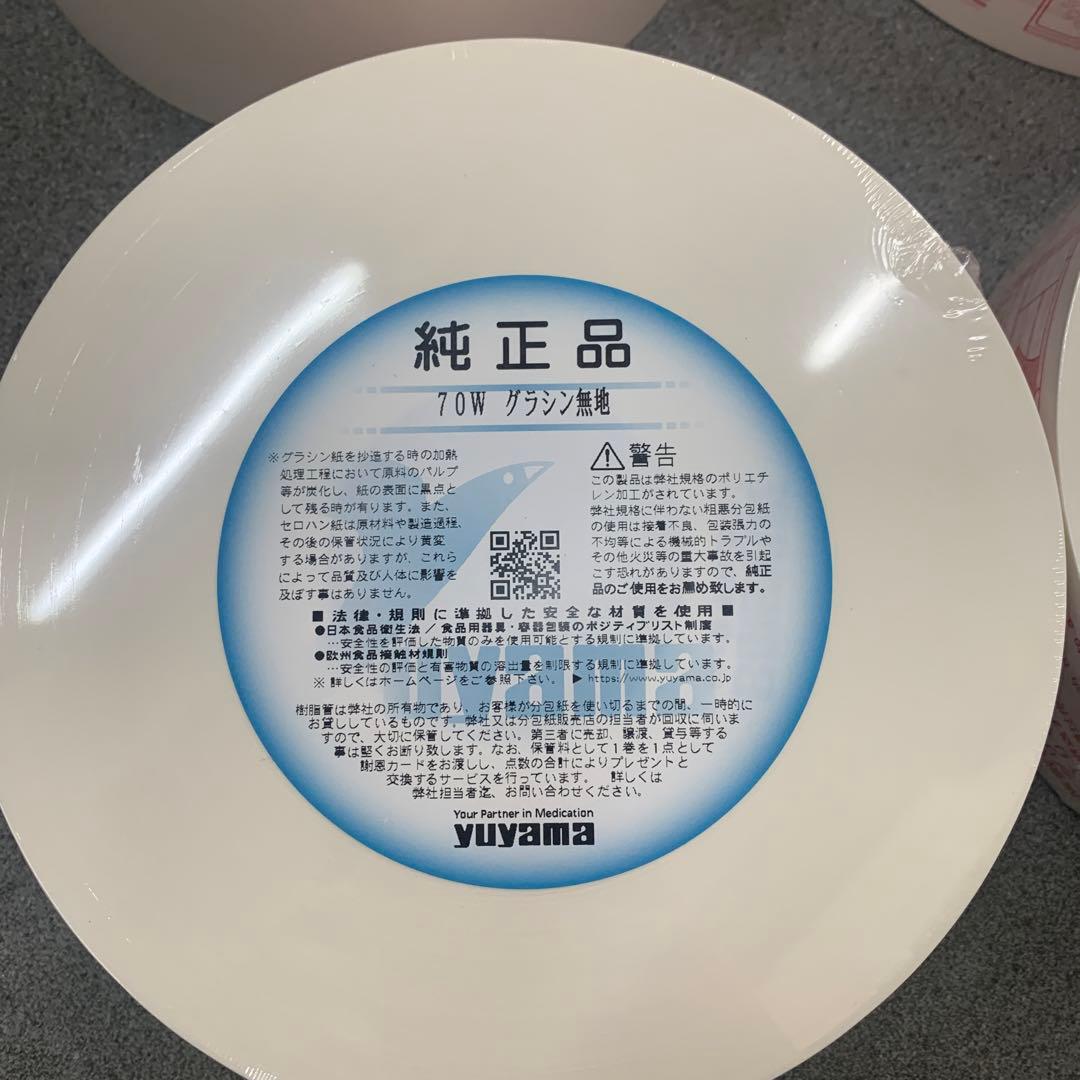 純正品
70W グラシン無地
※グラシン紙を抄造する時の加熱
処理工程において原料のパルプ
等が炭化し、紙の表面に黒点と
して残る時が有ります。また、
セロハン紙は原材料や製造過程、
その後の保管状況により黄変
する場合がありますが、これら
によって品質及び人体に影響を
及ぼす事はありません。
⚠警告
この製品は弊社規格のポリエチ
レン加工がされています。
弊社規格に伴わない粗悪分包紙
の使用は接着不良、包装張力の
不均等による機械的トラブルや
その他火災等の重大事故を引起
こす恐れがありますので、純正
品のご使用をお薦め致します。
■法律・規則に準拠した安全な材質を使用■
●日本食品衛生法／食品用器具・容器包装のポジティブリスト制度
…安全性を評価した物質のみを使用可能とする規制に準拠しています。
●欧州食品接触材規則
…安全性の評価と有害物質の溶出量を制限する規制に準拠しています。
※詳しくはホームページをご参照下さい。 ▶https://www.yuyama.co.jp
樹脂管は弊社の所有物であり、お客様が分包紙を使い切るまでの間、一時的に
お貸ししているものです。弊社又は分包紙販売店の担当者が回収に伺いま
すので、大切に保管してください。第三者に売却、譲渡、貸与等する
事は堅くお断り致します。なお、保管料として1巻を1点として
謝恩カードをお渡しし、点数の合計によりプレゼントと
交換するサービスを行っています。 詳しくは
弊社担当者迄、お問い合わせください。
Your Partner in Medication
yuyama
yuyama